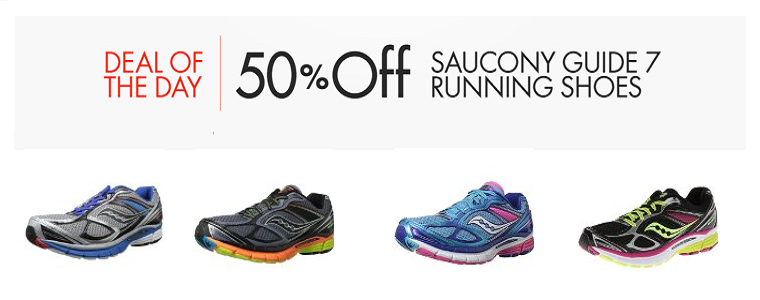 DEAL OF
THE DAY
50% Off
SAUCONY GUIDE 7
RUNNING SHOES